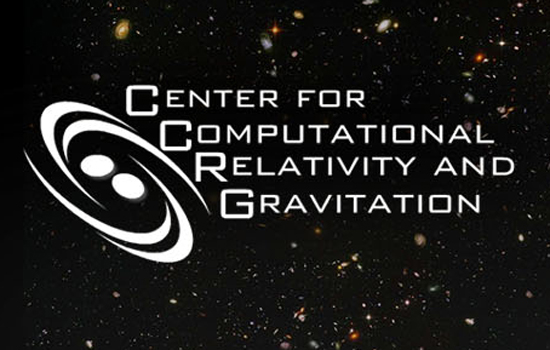 Center for
Computational
Relativity and
Gravitation